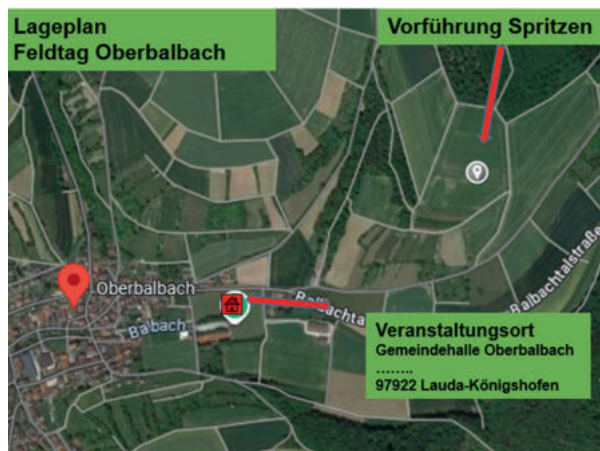 Lageplan
Feldtag Oberbalbach
Vorführung Spritzen
Oberbalbach
Balbach
Balbachta
Balbachtalstraße
Veranstaltungsort
Gemeindehalle Oberbalbach
........
97922 Lauda-Königshofen